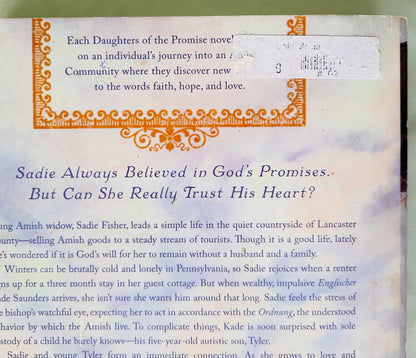 Each Daughters of the Promise novel
on an individual's journey into an
Community where they discover new
to the words faith, hope, and love.
Sadie Always Believed in God's Promises.
But Can She Really Trust His Heart?
ung Amish widow, Sadie Fisher, leads a simple life in the quiet countryside of Lancaster
unty—selling Amish goods to a steady stream of tourists. Though it is a good life, lately
e's wondered if it is God's will for her to remain without a husband and a family.
Winters can be brutally cold and lonely in Pennsylvania, so Sadie rejoices when a renter
gns up for a three month stay in her guest cottage. But when wealthy, impulsive Englischer
ade Saunders arrives, she isn't sure she wants him around that long. Sadie feels the stress of
e bishop's watchful eye, expecting her to act in accordance with the Ordnung, the understood
havior by which the Amish live. To complicate things, Kade is soon surprised with sole
stody of a child he barely knows—his five-year-old autistic son, Tyler.
Sadie and young Tyler form an immediate connection. As she grows to love and